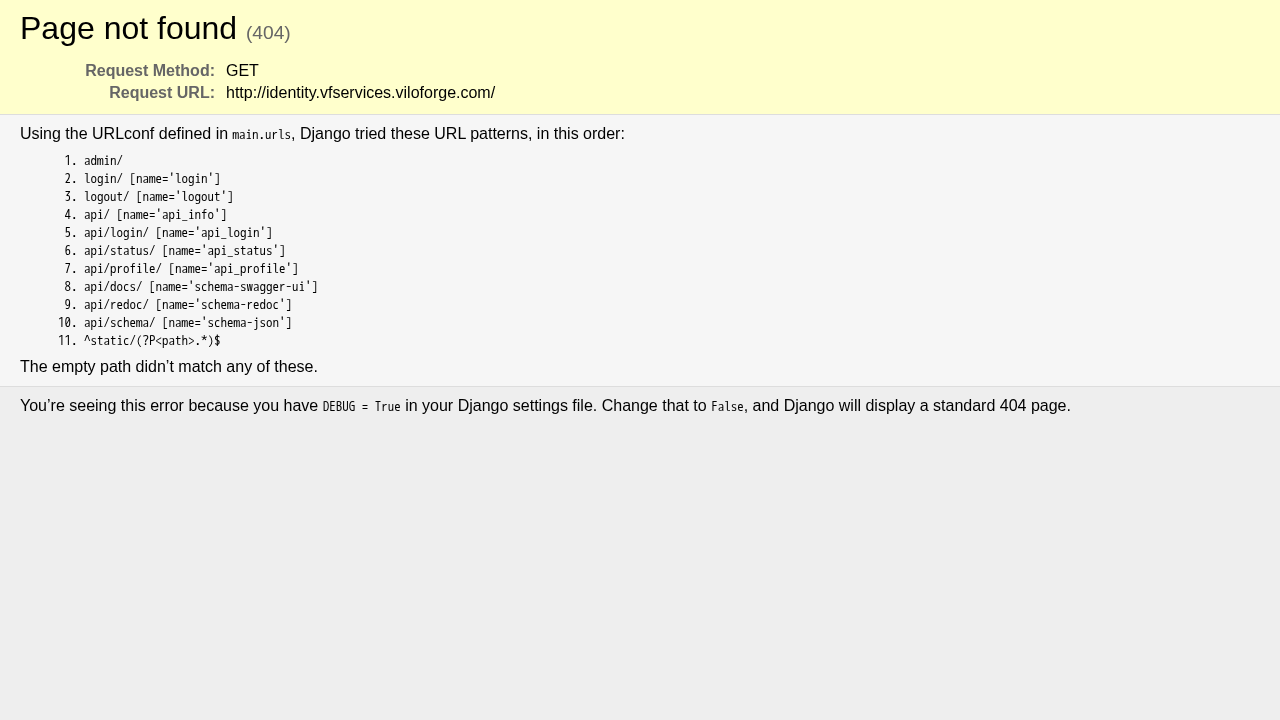 Page not found (404)
Request Method: GET
Request URL: http://identity.vfservices.viloforge.com/
Using the URLconf defined in main.urls, Django tried these URL patterns, in this order:
1. admin/
2. login/ [name='login']
3. logout/ [name='logout']
4. api/ [name='api_info']
5. api/login/ [name='api_login']
6. api/status/ [name='api_status']
7. api/profile/ [name='api_profile']
8. api/docs/ [name='schema-swagger-ui']
9. api/redoc/ [name='schema-redoc']
10. api/schema/ [name='schema-json']
11. ^static/(?P<path>.*)$
The empty path didn’t match any of these.
You’re seeing this error because you have DEBUG = True in your Django settings file. Change that to False, and Django will display a standard 404 page.